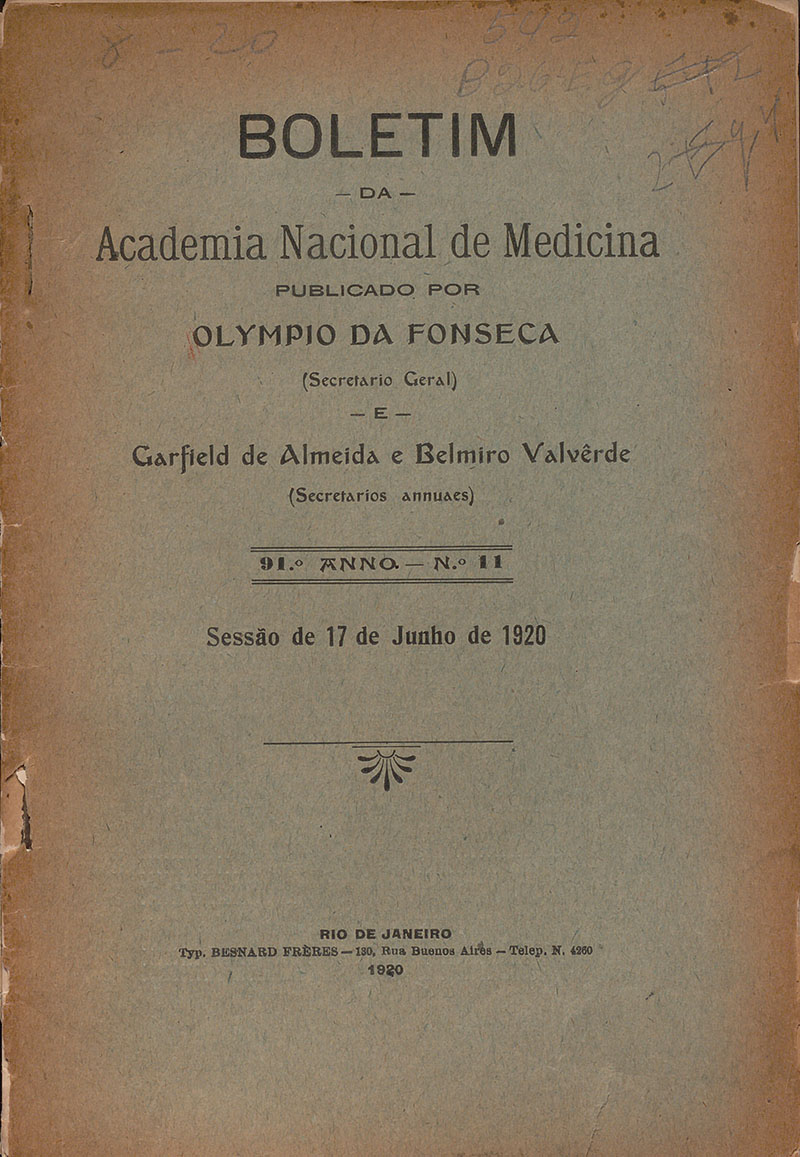 8 - 20
542
BOLETIM
— DA —
Academia Nacional de Medicina
PUBLICADO POR
OLYMPIO DA FONSECA
(Secretario Geral)
— E —
Garfield de Almeida e Belmiro Valvêrde
(Secretarios annuaes)
91.º ANNO. — N.º 11
Sessão de 17 de Junho de 1920
RIO DE JANEIRO
Typ. BESNARD FRÈRES — 130, Rua Buenos Aires — Telep. N. 4260
1920